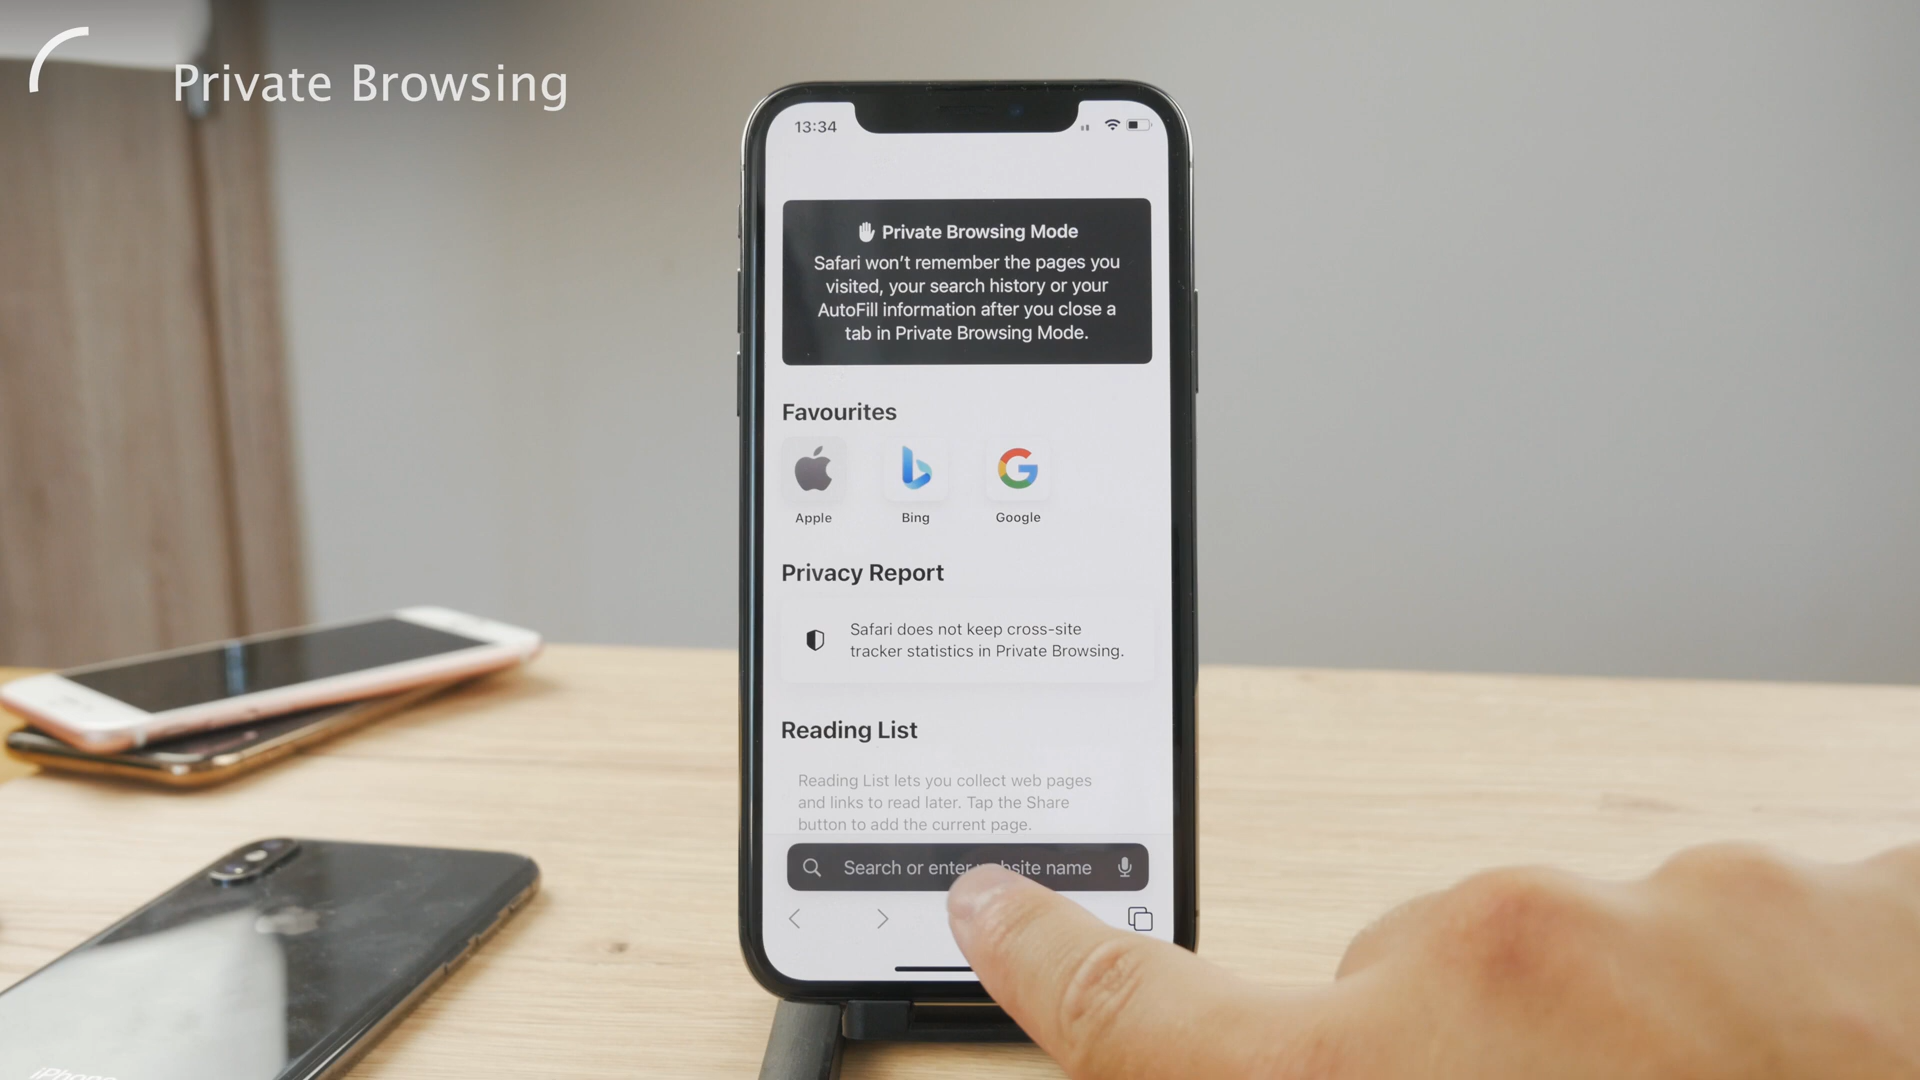 Private Browsing
13:34
Private Browsing Mode
Safari won't remember the pages you
visited, your search history or your
AutoFill information after you close a
tab in Private Browsing Mode.
Favourites
Apple Bing Google
Privacy Report
Safari does not keep cross-site
tracker statistics in Private Browsing.
Reading List
Reading List lets you collect web pages
and links to read later. Tap the Share
button to add the current page.
Search or enter website name
iPhone